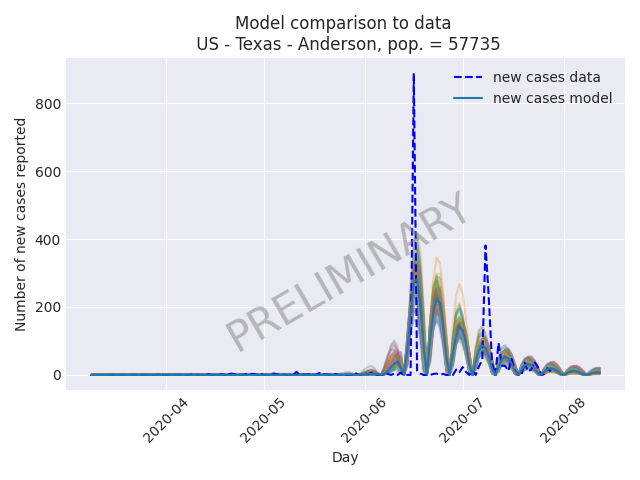 Model comparison to data
US - Texas - Anderson, pop. = 57735
new cases data
new cases model
Number of new cases reported
800
600
400
200
0
PRELIMINARY
2020-04
2020-05
2020-06
2020-07
2020-08
Day